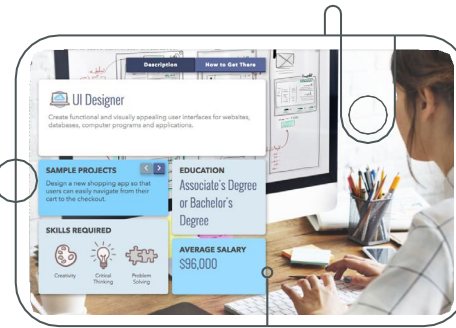 Description
How to Get There
UI Designer
Create functional and visually appealing user interfaces for websites,
databases, computer programs and applications.
SAMPLE PROJECTS
Design a new shopping app so that
users can easily navigate from their
cart to the checkout.
EDUCATION
Associate's Degree
or Bachelor's
Degree
SKILLS REQUIRED
Creativity
Critical
Thinking
Problem
Solving
AVERAGE SALARY
$96,000